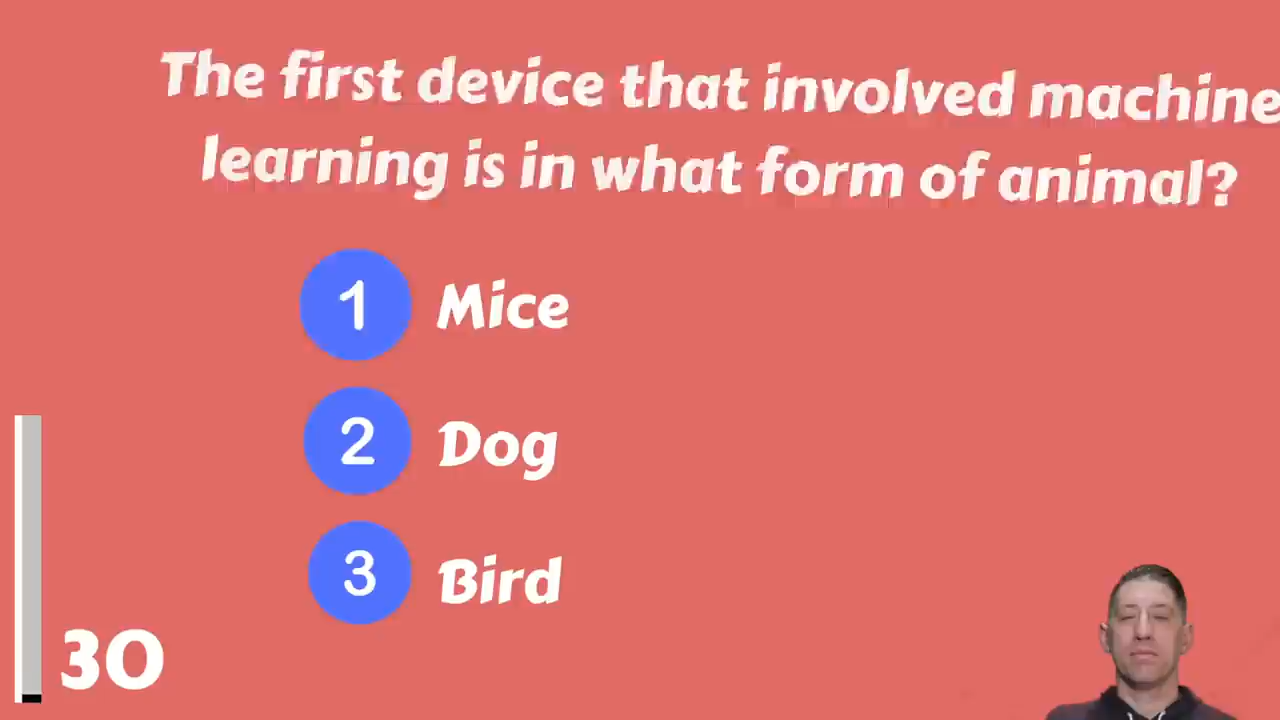 The first device that involved machine
learning is in what form of animal?
1 Mice
2 Dog
3 Bird
30